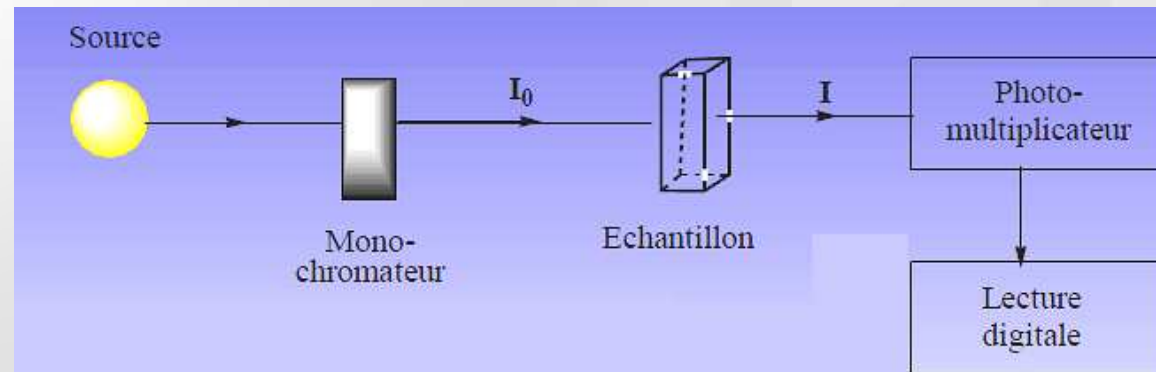 Source
I₀
I
Photo-
multiplicateur
Mono-
chromateur
Echantillon
Lecture
digitale